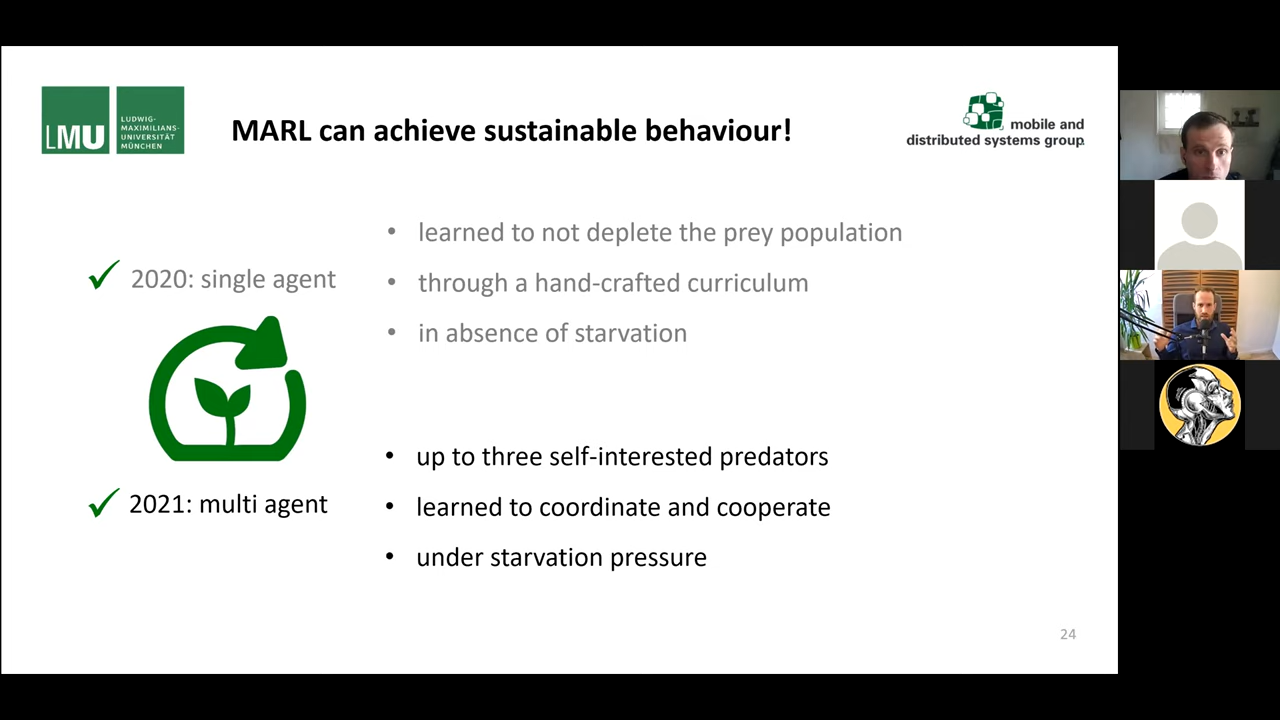 LMU
LUDWIG-
MAXIMILIANS-
UNIVERSITÄT
MÜNCHEN
MARL can achieve sustainable behaviour!
mobile and
distributed systems group
2020: single agent
• learned to not deplete the prey population
• through a hand-crafted curriculum
• in absence of starvation
2021: multi agent
• up to three self-interested predators
• learned to coordinate and cooperate
• under starvation pressure
24